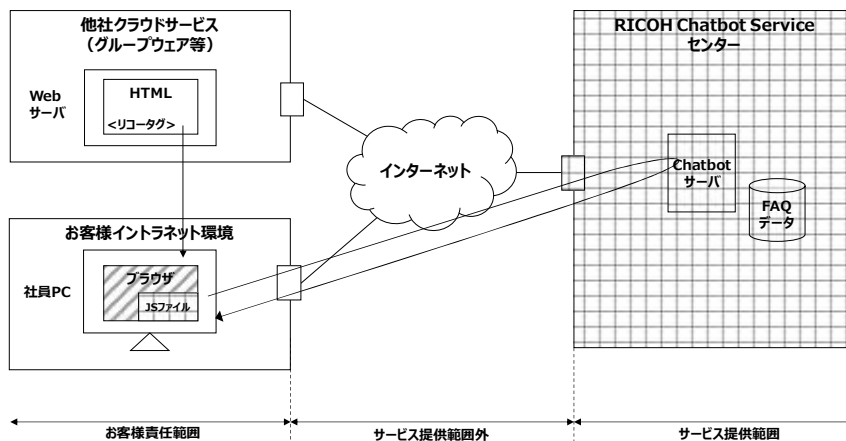 他社クラウドサービス
（グループウェア等）
Web
サーバ
HTML
<リコータグ>
RICOH Chatbot Service
センター
インターネット
Chatbot
サーバ
FAQ
データ
お客様イントラネット環境
社員PC
ブラウザ
JSファイル
お客様責任範囲
サービス提供範囲外
サービス提供範囲